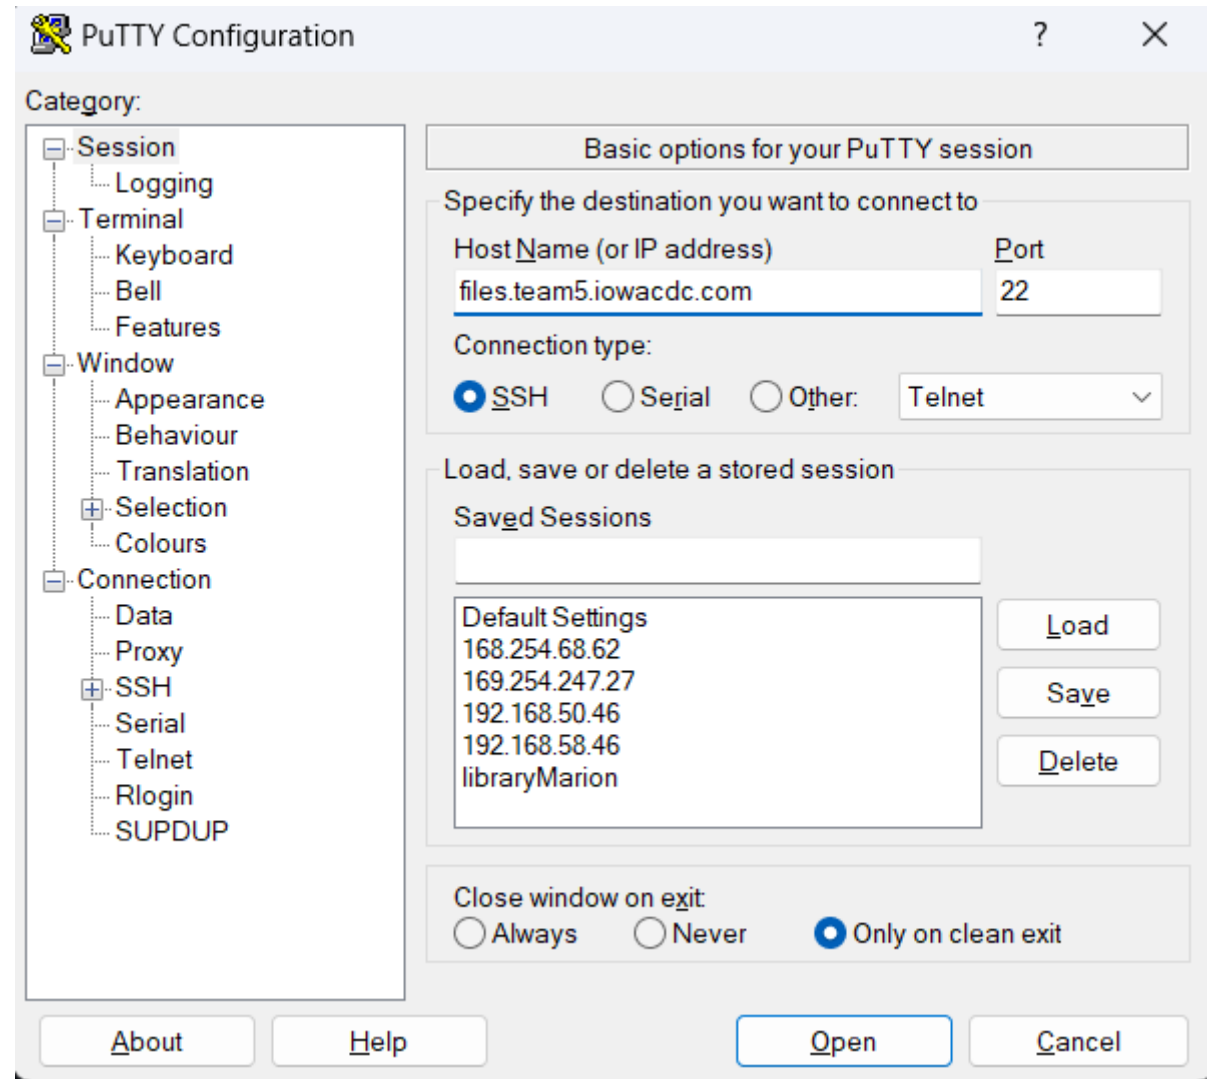 PuTTY Configuration
?
Category:
Session
Logging
Terminal
Keyboard
Bell
Features
Window
Appearance
Behaviour
Translation
Selection
Colours
Connection
Data
Proxy
SSH
Serial
Telnet
Rlogin
SUPDUP
Basic options for your PuTTY session
Specify the destination you want to connect to
Host Name (or IP address) Port
files.team5.iowacdc.com 22
Connection type:
SSH Serial Other: Telnet
Load, save or delete a stored session
Saved Sessions
Default Settings
168.254.68.62
169.254.247.27
192.168.50.46
192.168.58.46
libraryMarion
Load
Save
Delete
Close window on exit:
Always Never Only on clean exit
About Help Open Cancel